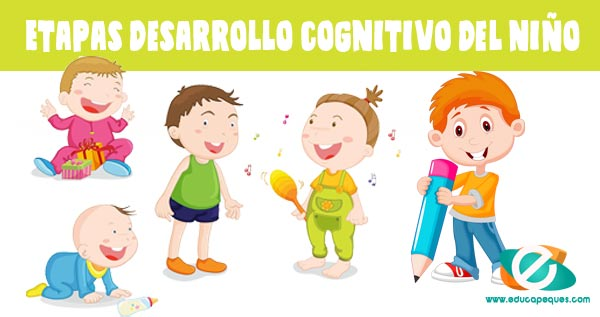 ETAPAS DESARROLLO COGNITIVO DEL NIÑO
www.educapeques.com